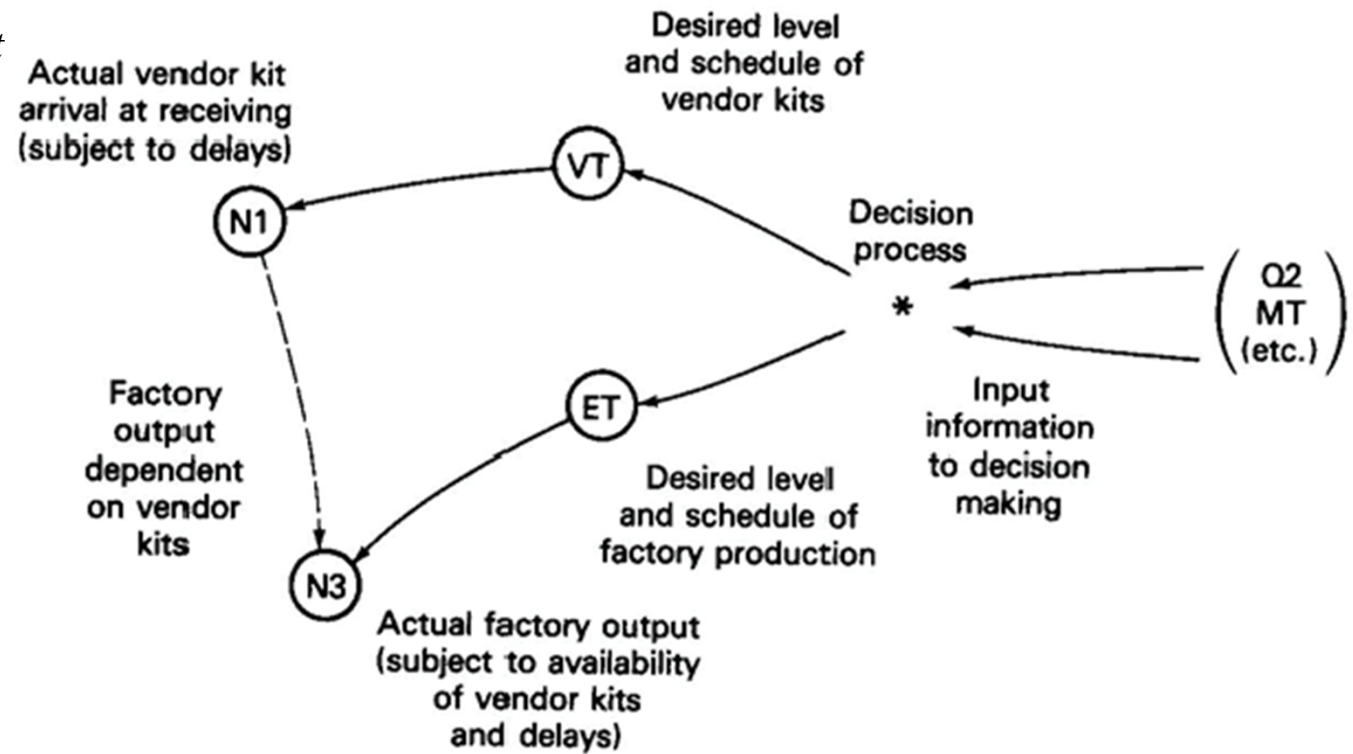 Desired level
and schedule of
vendor kits
Actual vendor kit
arrival at receiving
(subject to delays)
VT
N1
Decision
process
*
Q2
MT
(etc.)
Factory
output
dependent
on vendor
kits
ET
Input
information
to decision
making
Desired level
and schedule of
factory production
N3
Actual factory output
(subject to availability
of vendor kits
and delays)